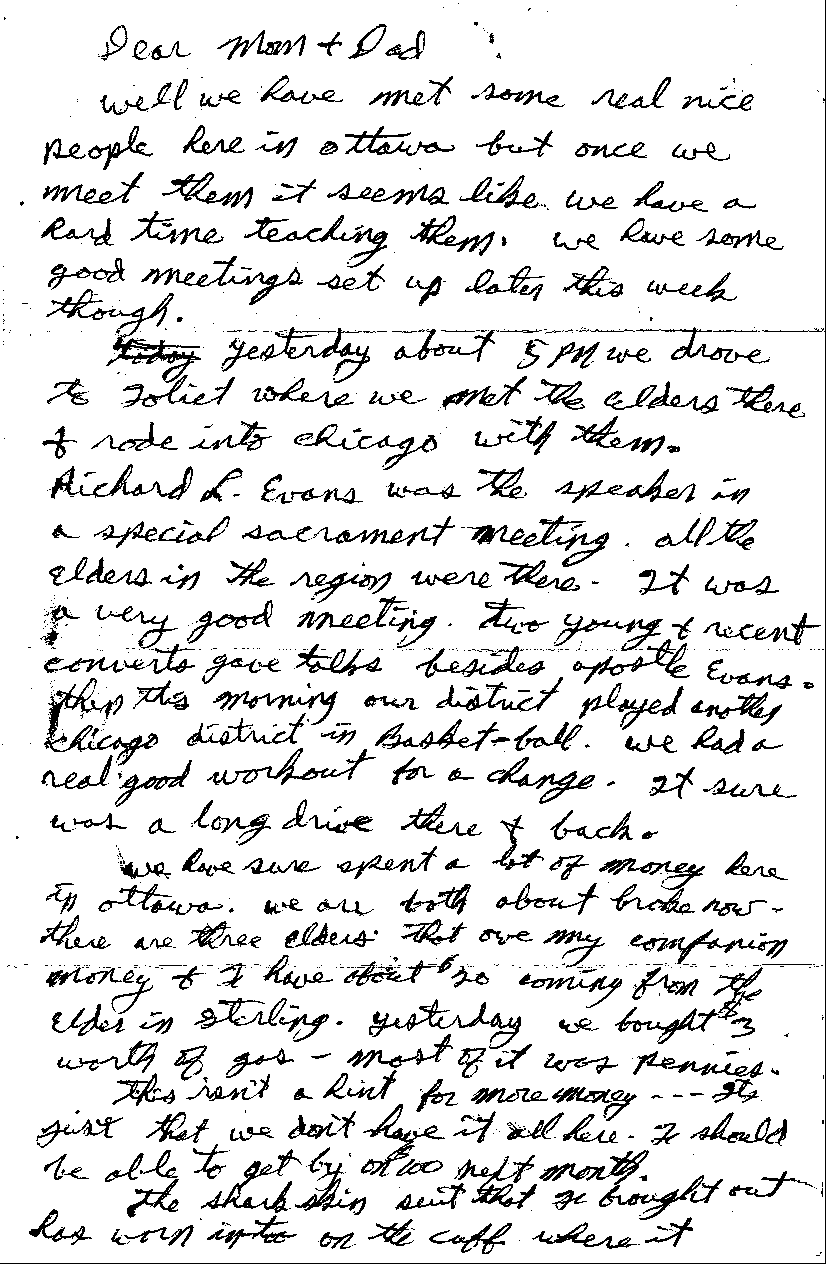 Dear Mom + Dad
well we have met some real nice
people here in ottawa but once we
meet them it seems like we have a
hard time teaching them. we have some
good meetings set up later this week
though.
Today yesterday about 5 PM we drove
to Joliet where we met the elders there
& rode into chicago with them.
Richard L. Evans was the speaker in
a special sacrament meeting. all the
elders in the region were there. It was
a very good meeting. two young & recent
converts gave talks besides apostle Evans.
then this morning our district played another
chicago district in Basket-ball. we had a
real good workout for a change. It sure
was a long drive there & back.
we have sure spent a lot of money here
in ottawa. we are both about broke now.
there are three elders that owe my companion
money & I have about $20 coming from the
elder in Sterling. yesterday we bought $3
worth of gas - most of it was pennies.
this isn't a hint for more money --- Its
just that we don't have it all here. I should
be able to get by on $100 next month.
The shark skin suit that I brought out
has worn into on the cuff where it